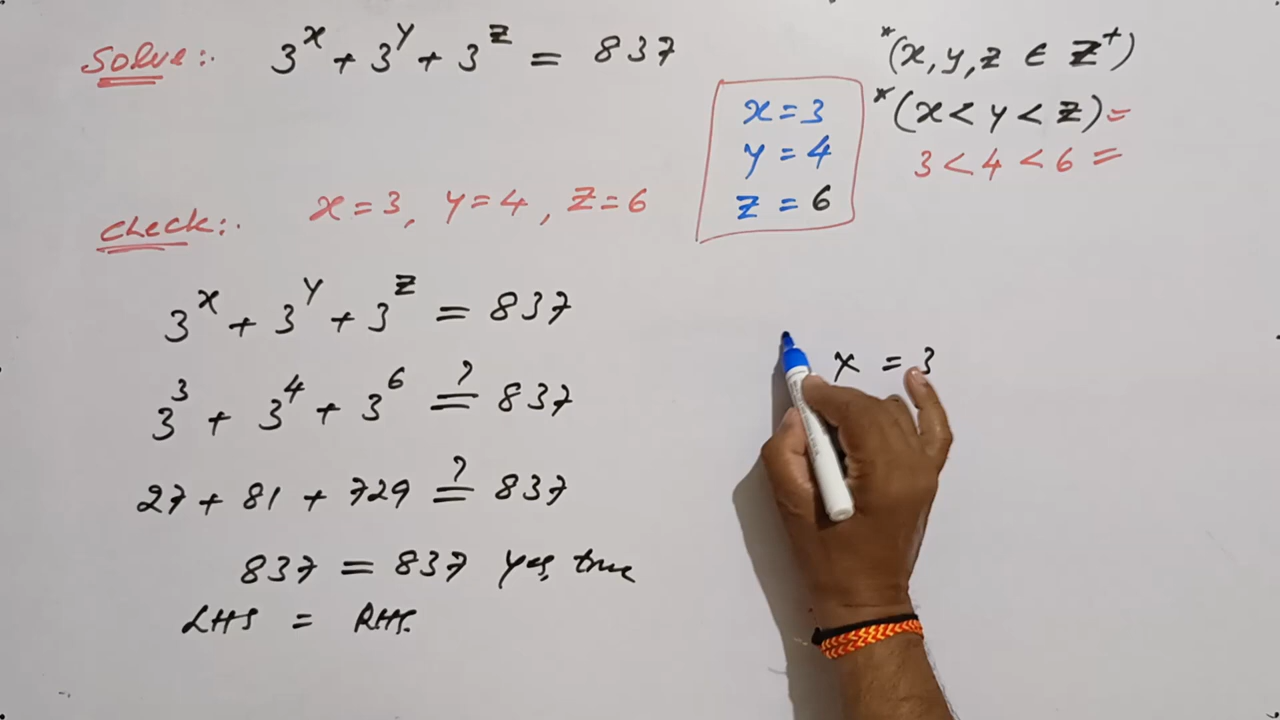 Solve:. 3^x + 3^y + 3^z = 837
*(x, y, z ∈ Z⁺)
*(x < y < z) =
3 < 4 < 6 =
x = 3
y = 4
z = 6
Check:. x = 3, y = 4, z = 6
3^x + 3^y + 3^z = 837
3^3 + 3^4 + 3^6 ?= 837
27 + 81 + 729 ?= 837
837 = 837 Yes, true
LHS = RHS.
x = 3